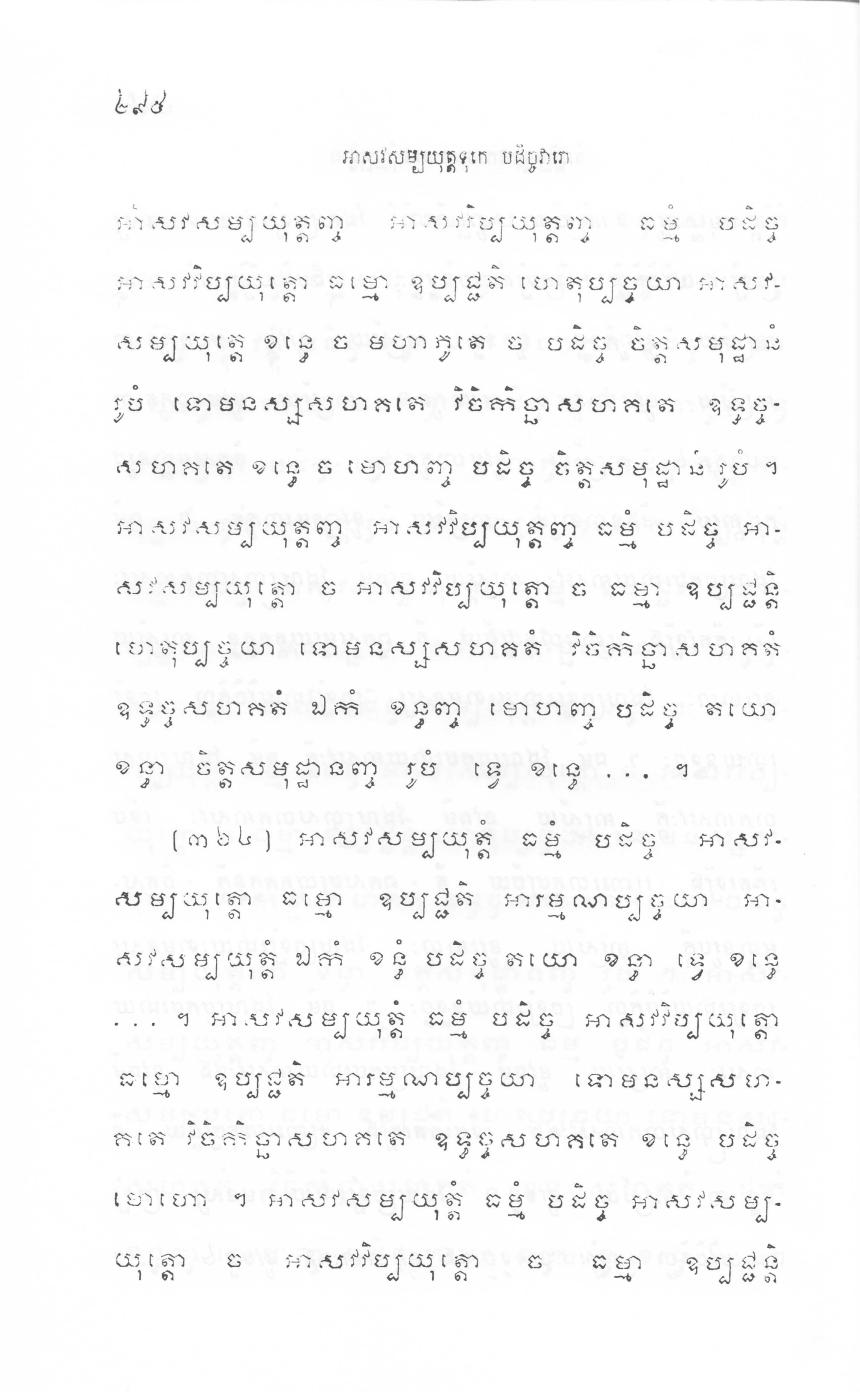 ២៩៤
អាសវសម្បយុត្តទុកេ បដិច្ចវារោ
អាសវសម្បយុត្តញ្ច អាសវវិប្បយុត្តញ្ច ធម្មំ បដិច្ច
អាសវវិប្បយុត្តោ ធម្មោ ឧប្បជ្ជតិ ហេតុប្បច្ចយា អាសវ-
សម្បយុត្តេ ខន្ធេ ច មហាភូតេ ច បដិច្ច ចិត្តសមុដ្ឋានំ
រូបំ ទោមនស្សសហគតេ វិចិកិច្ឆាសហគតេ ឧទ្ធច្ច-
សហគតេ ខន្ធេ ច មោហញ្ច បដិច្ច ចិត្តសមុដ្ឋានំ រូបំ ។
អាសវសម្បយុត្តញ្ច អាសវវិប្បយុត្តញ្ច ធម្មំ បដិច្ច អា-
សវសម្បយុត្តោ ច អាសវវិប្បយុត្តោ ច ធម្មា ឧប្បជ្ជន្តិ
ហេតុប្បច្ចយា ទោមនស្សសហគតំ វិចិកិច្ឆាសហគតំ
ឧទ្ធច្ចសហគតំ ឯកំ ខន្ធញ្ច មោហញ្ច បដិច្ច តយោ
ខន្ធា ចិត្តសមុដ្ឋានញ្ច រូបំ ទ្វេ ខន្ធេ ... ។
(៣៦៤) អាសវសម្បយុត្តំ ធម្មំ បដិច្ច អាសវ-
សម្បយុត្តោ ធម្មោ ឧប្បជ្ជតិ អារម្មណប្បច្ចយា អា-
សវសម្បយុត្តំ ឯកំ ខន្ធំ បដិច្ច តយោ ខន្ធា ទ្វេ ខន្ធេ
... ។ អាសវសម្បយុត្តំ ធម្មំ បដិច្ច អាសវវិប្បយុត្តោ
ធម្មោ ឧប្បជ្ជតិ អារម្មណប្បច្ចយា ទោមនស្សសហ-
គតេ វិចិកិច្ឆាសហគតេ ឧទ្ធច្ចសហគតេ ខន្ធេ បដិច្ច
មោហោ ។ អាសវសម្បយុត្តំ ធម្មំ បដិច្ច អាសវសម្ប-
យុត្តោ ច អាសវវិប្បយុត្តោ ច ធម្មា ឧប្បជ្ជន្តិ